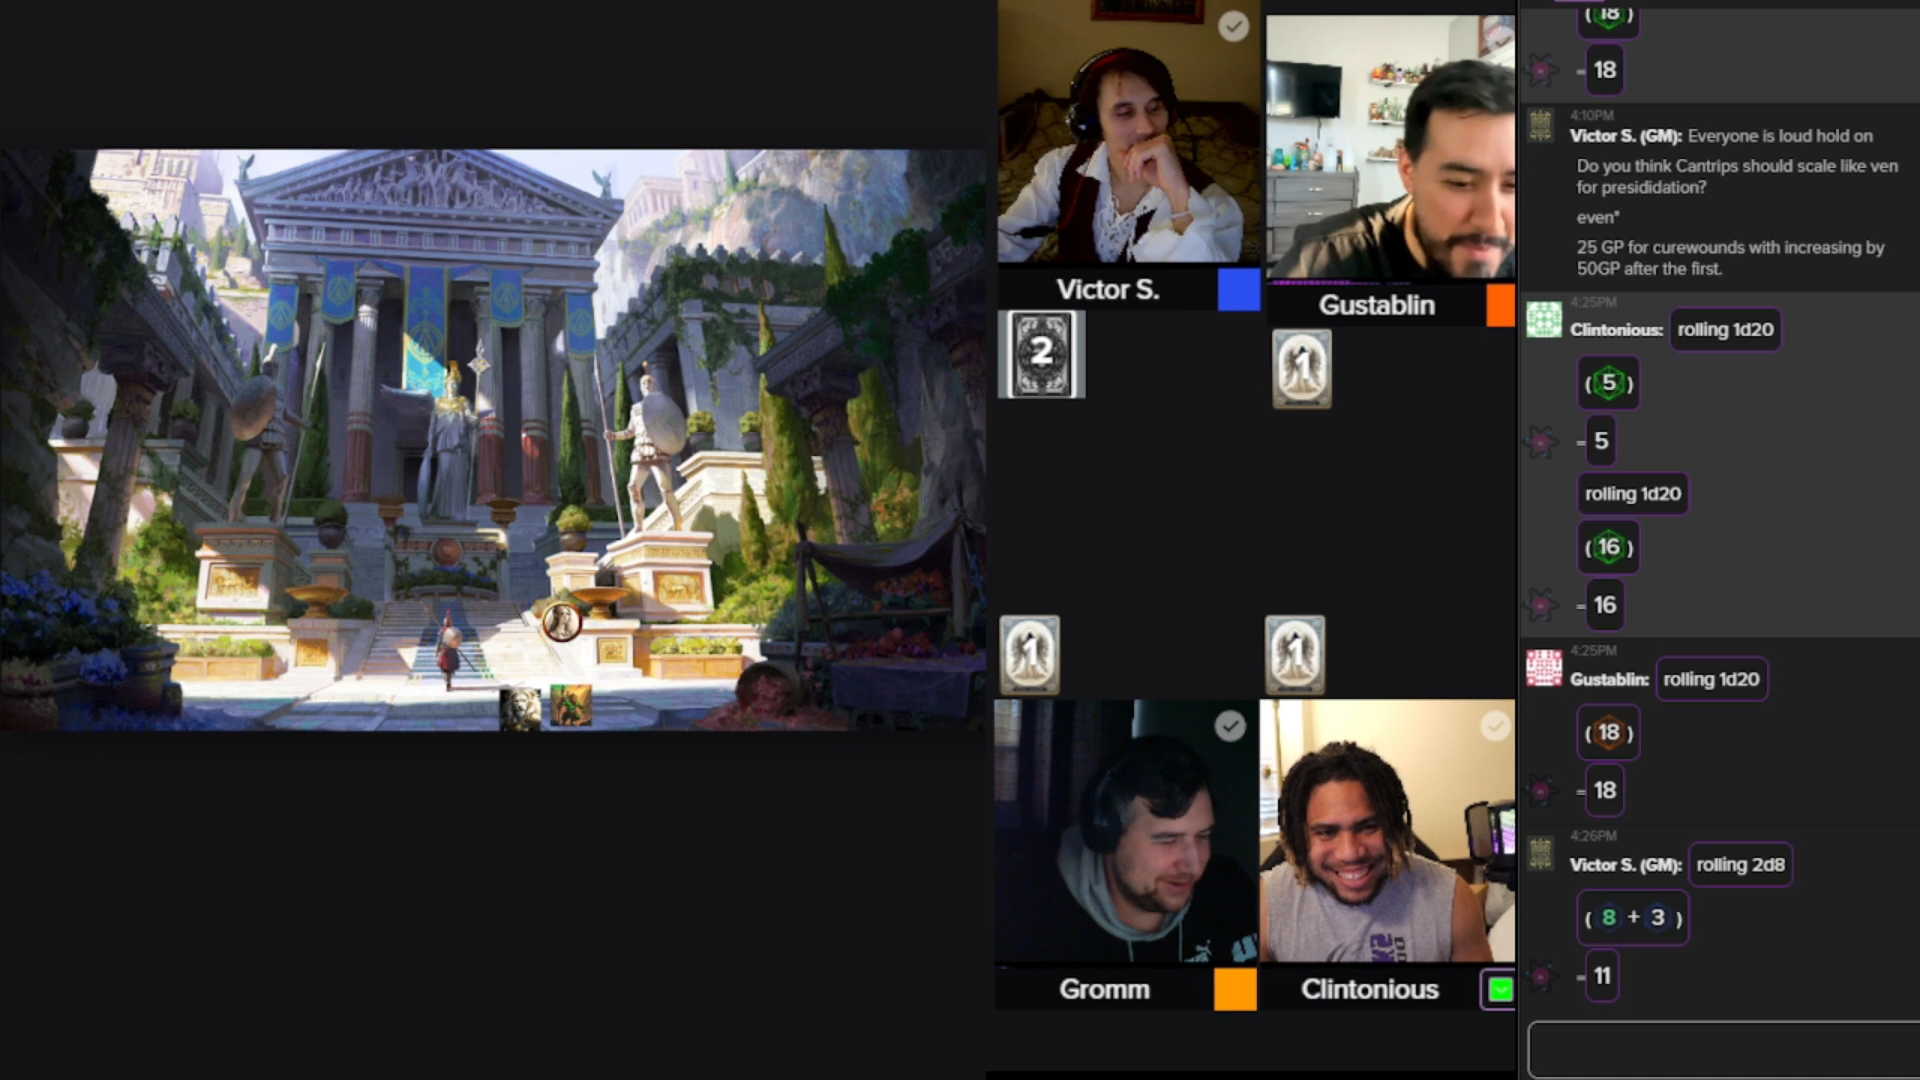 Victor S.
Gustablin
2
1
1
1
Gromm
Clintonious
(18)
=18
4:10PM
Victor S. (GM): Everyone is loud hold on
Do you think Cantrips should scale like ven
for presididation?
even*
25 GP for curewounds with increasing by
50GP after the first.
4:25PM
Clintonious: rolling 1d20
(5)
=5
rolling 1d20
(16)
=16
4:25PM
Gustablin: rolling 1d20
(18)
=18
4:26PM
Victor S. (GM): rolling 2d8
(8+3)
=11